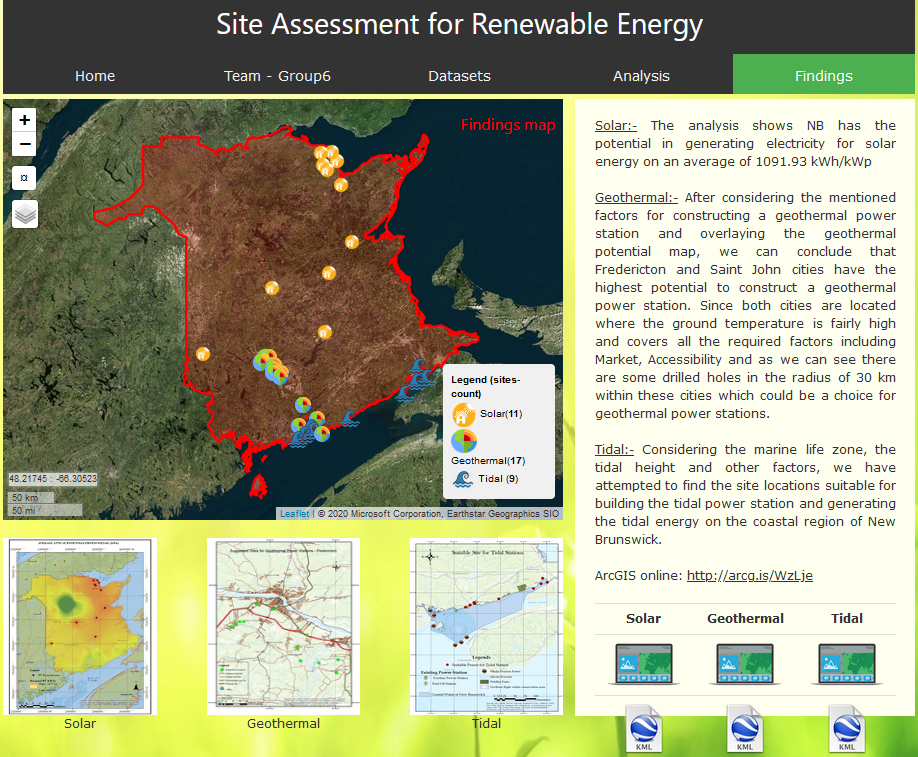 Site Assessment for Renewable Energy
Home Team - Group6 Datasets Analysis Findings
+
−
Findings map
Legend (sites-
count)
Solar(11)
Geothermal(17)
Tidal (9)
48.21745 : -66.30523
50 km
50 mi
Leaflet | © 2020 Microsoft Corporation, Earthstar Geographics SIO
Solar:- The analysis shows NB has the
potential in generating electricity for solar
energy on an average of 1091.93 kWh/kWp
Geothermal:- After considering the mentioned
factors for constructing a geothermal power
station and overlaying the geothermal
potential map, we can conclude that
Fredericton and Saint John cities have the
highest potential to construct a geothermal
power station. Since both cities are located
where the ground temperature is fairly high
and covers all the required factors including
Market, Accessibility and as we can see there
are some drilled holes in the radius of 30 km
within these cities which could be a choice for
geothermal power stations.
Tidal:- Considering the marine life zone, the
tidal height and other factors, we have
attempted to find the site locations suitable for
building the tidal power station and generating
the tidal energy on the coastal region of New
Brunswick.
ArcGIS online: http://arcg.is/WzLje
Solar Geothermal Tidal
KML KML KML
Suitable Site for Tidal Stations
Legends
Suitable Areas for Tidal Station
Existing Power Station
Solar
Geothermal
Tidal